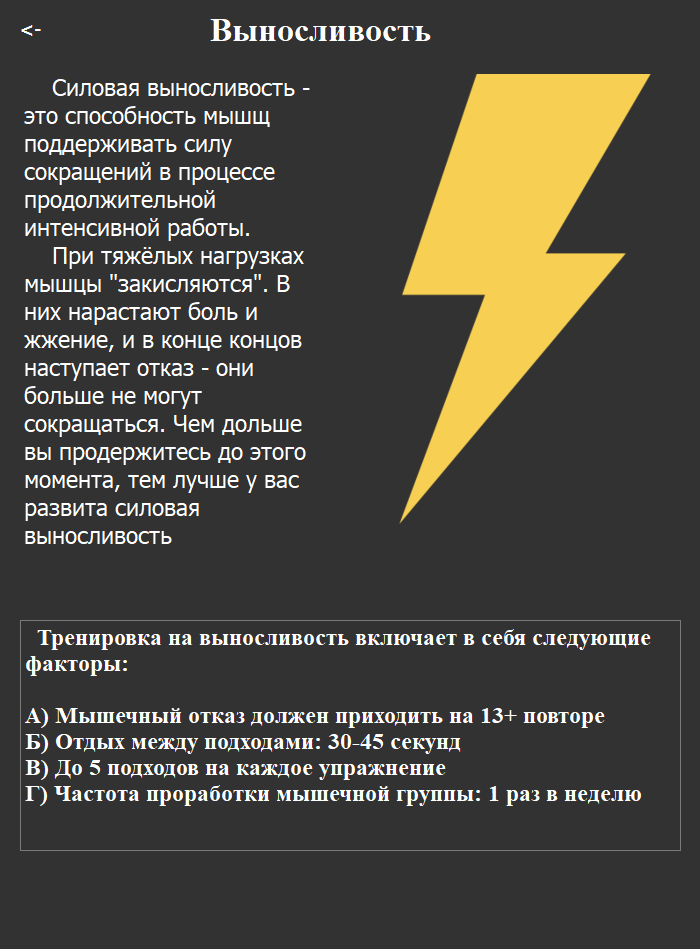 <- Выносливость
Силовая выносливость -
это способность мышщ
поддерживать силу
сокращений в процессе
продолжительной
интенсивной работы.
При тяжёлых нагрузках
мышцы "закисляются". В
них нарастают боль и
жжение, и в конце концов
наступает отказ - они
больше не могут
сокращаться. Чем дольше
вы продержитесь до этого
момента, тем лучше у вас
развита силовая
выносливость
Тренировка на выносливость включает в себя следующие
факторы:
А) Мышечный отказ должен приходить на 13+ повторе
Б) Отдых между подходами: 30-45 секунд
В) До 5 подходов на каждое упражнение
Г) Частота проработки мышечной группы: 1 раз в неделю